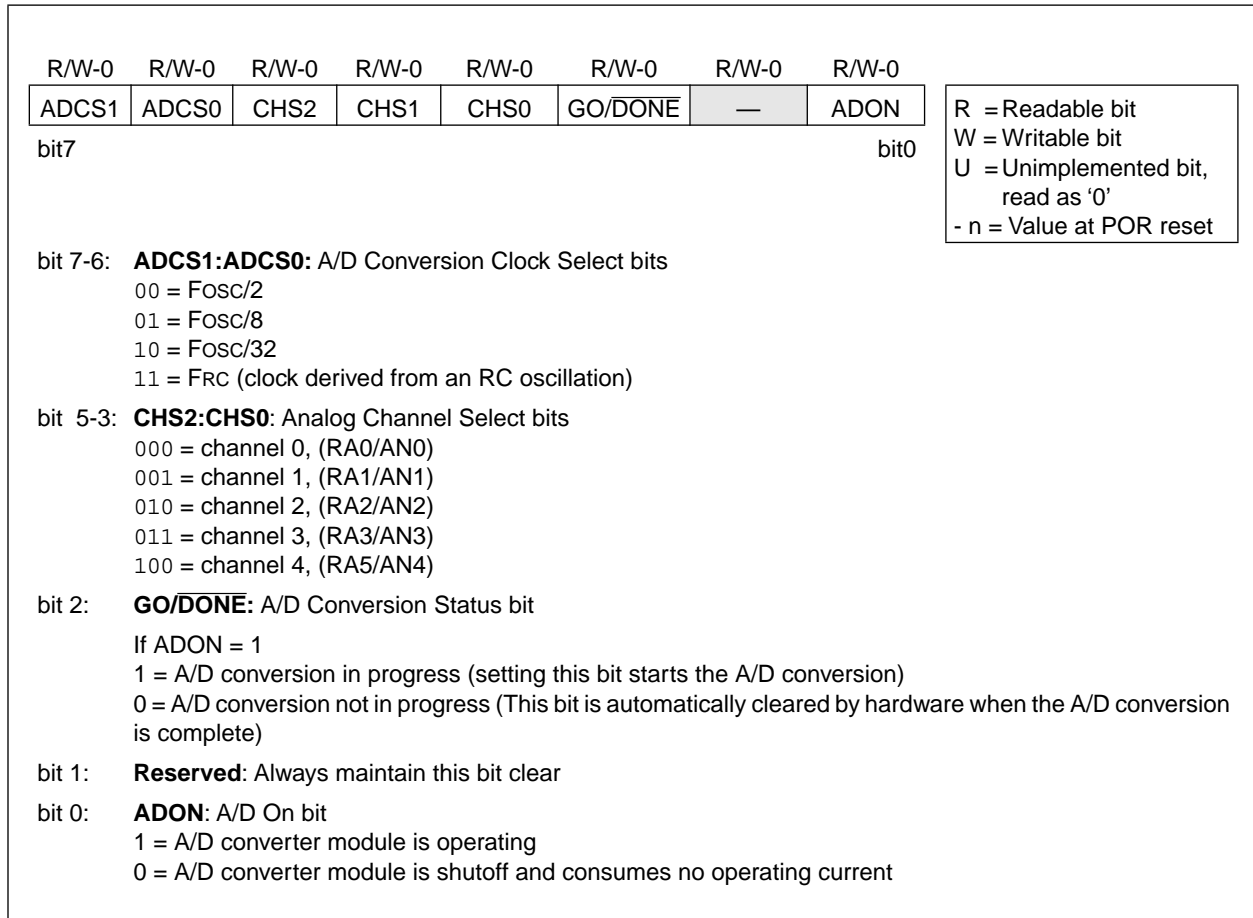 R/W-0 R/W-0 R/W-0 R/W-0 R/W-0 R/W-0 R/W-0 R/W-0
ADCS1 ADCS0 CHS2 CHS1 CHS0 GO/DONE — ADON
bit7 bit0
R = Readable bit
W = Writable bit
U = Unimplemented bit,
read as ‘0’
- n = Value at POR reset
bit 7-6: ADCS1:ADCS0: A/D Conversion Clock Select bits
00 = FOSC/2
01 = FOSC/8
10 = FOSC/32
11 = FRC (clock derived from an RC oscillation)
bit 5-3: CHS2:CHS0: Analog Channel Select bits
000 = channel 0, (RA0/AN0)
001 = channel 1, (RA1/AN1)
010 = channel 2, (RA2/AN2)
011 = channel 3, (RA3/AN3)
100 = channel 4, (RA5/AN4)
bit 2: GO/DONE: A/D Conversion Status bit
If ADON = 1
1 = A/D conversion in progress (setting this bit starts the A/D conversion)
0 = A/D conversion not in progress (This bit is automatically cleared by hardware when the A/D conversion
is complete)
bit 1: Reserved: Always maintain this bit clear
bit 0: ADON: A/D On bit
1 = A/D converter module is operating
0 = A/D converter module is shutoff and consumes no operating current